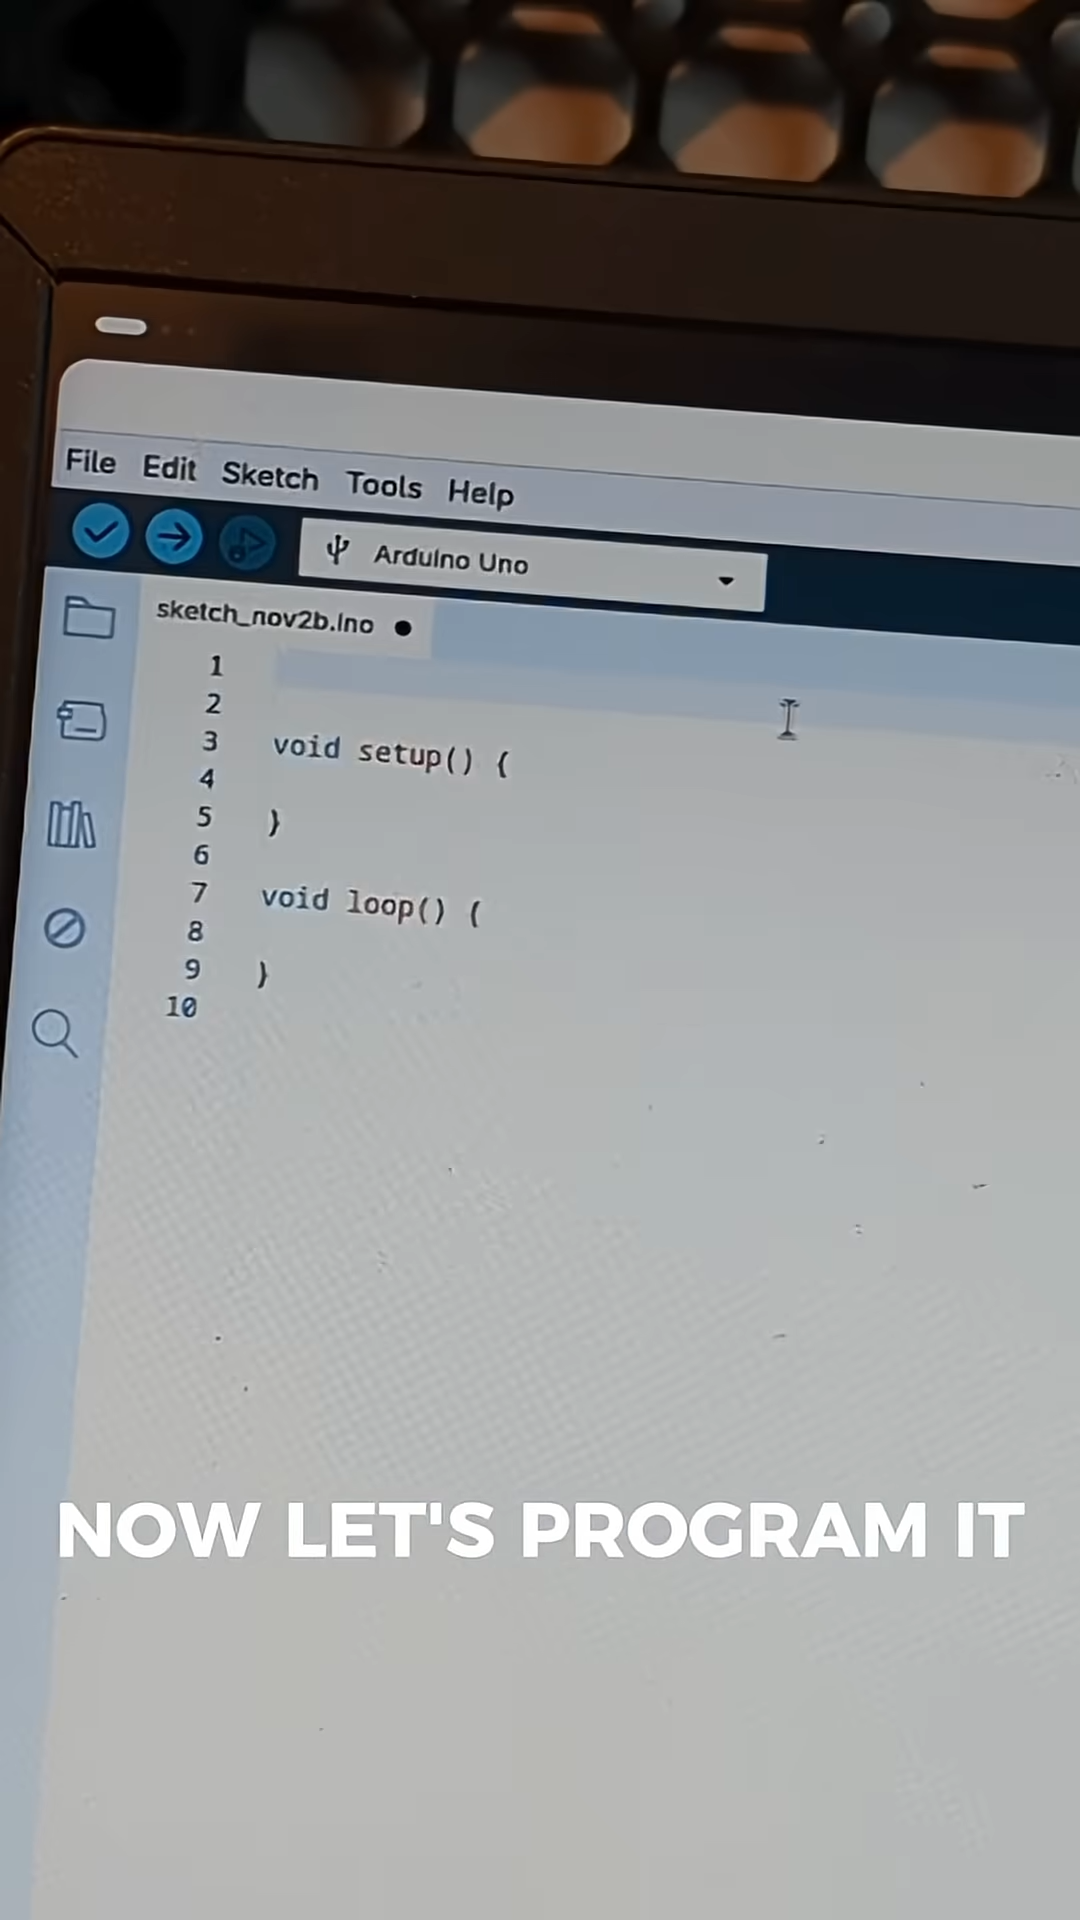 File Edit Sketch Tools Help
Arduino Uno
sketch_nov2b.ino
1
2
3 void setup() {
4
5 }
6
7 void loop() {
8
9 }
10
NOW LET'S PROGRAM IT